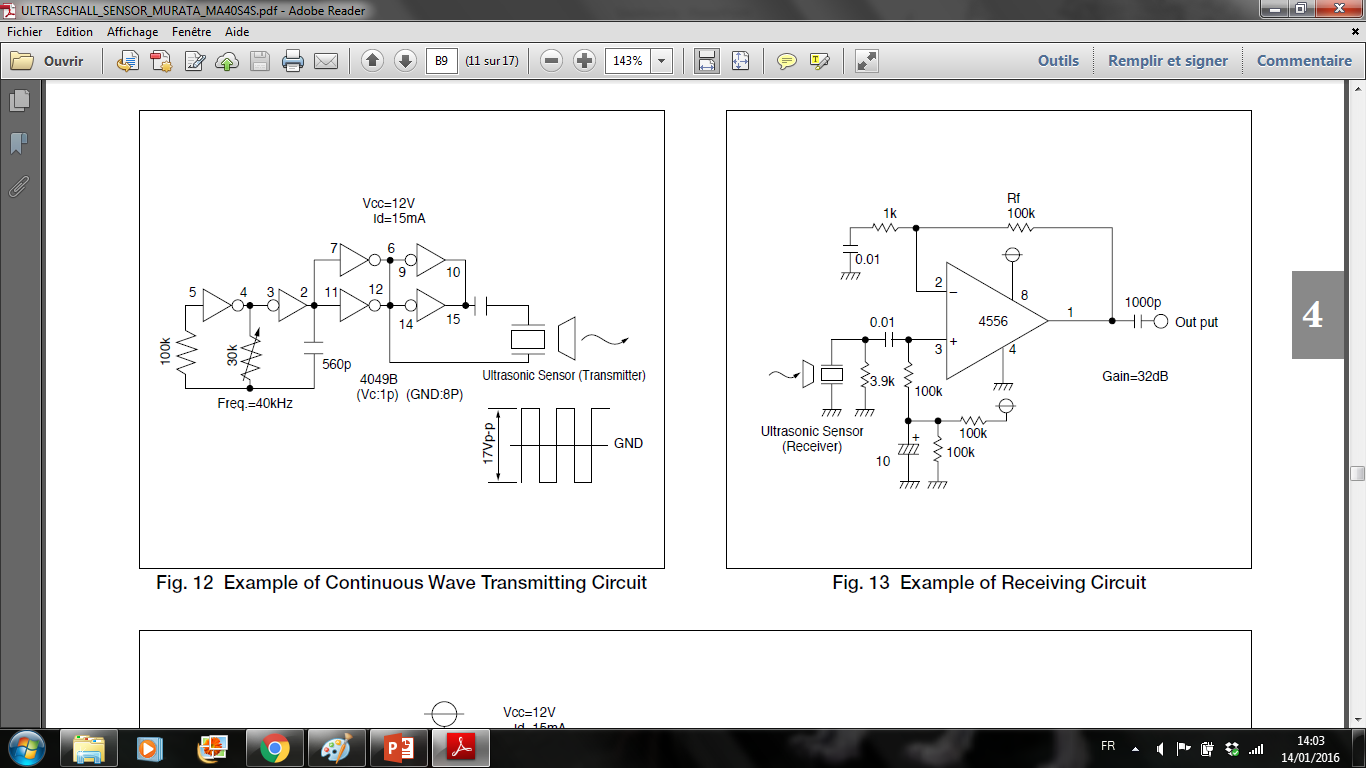 ULTRASCHALL_SENSOR_MURATA_MA40S4S.pdf - Adobe Reader
Fichier Edition Affichage Fenêtre Aide
Ouvrir B9 (11 sur 17) 143% Outils Remplir et signer Commentaire
Vcc=12V
Id=15mA
7 6
9 10
5 4 3 2 11 12
14 15
100k
30k
560p
4049B
(Vc:1p) (GND:8P)
Freq.=40kHz
Ultrasonic Sensor (Transmitter)
17Vp-p
GND
Fig. 12 Example of Continuous Wave Transmitting Circuit
Rf
1k 100k
0.01
2
−
8
1000p
0.01 4556 1 Out put
3 + 4
3.9k
100k
Gain=32dB
Ultrasonic Sensor
(Receiver)
+
100k
10
100k
Fig. 13 Example of Receiving Circuit
4
Vcc=12V
Id=15mA
FR
14:03
14/01/2016